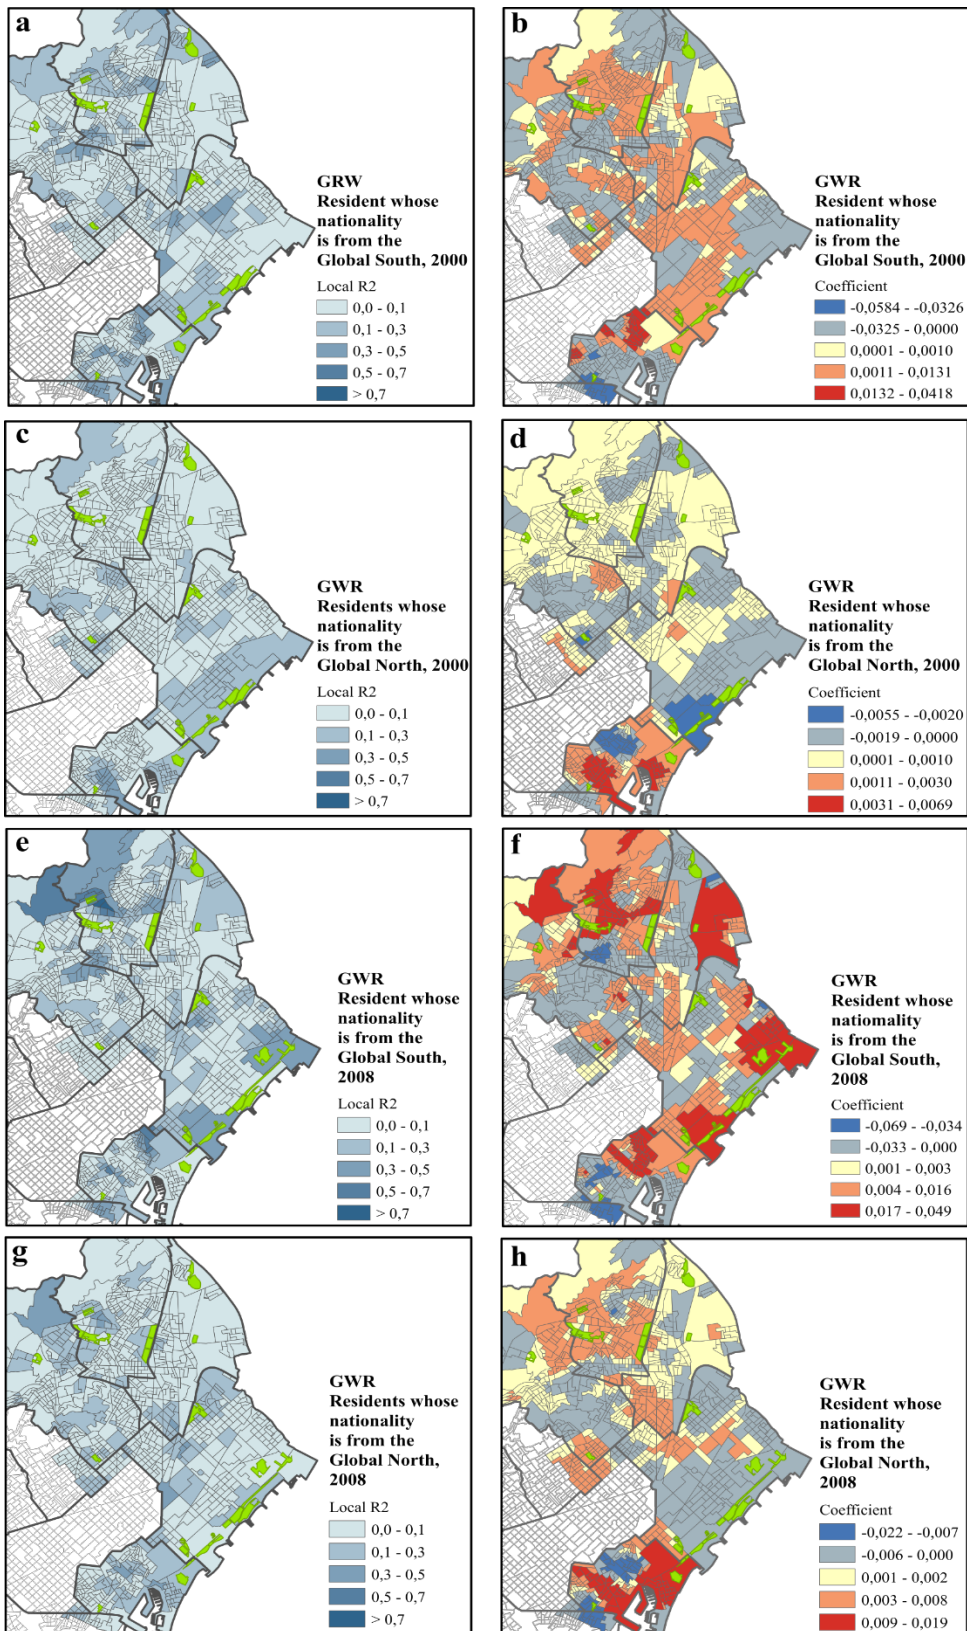 a
GRW
Resident whose
nationality
is from the
Global South, 2000
Local R2
0,0 - 0,1
0,1 - 0,3
0,3 - 0,5
0,5 - 0,7
> 0,7
b
GWR
Resident whose
nationality
is from the
Global South, 2000
Coefficient
-0,0584 - -0,0326
-0,0325 - 0,0000
0,0001 - 0,0010
0,0011 - 0,0131
0,0132 - 0,0418
c
GWR
Residents whose
nationality
is from the
Global North, 2000
Local R2
0,0 - 0,1
0,1 - 0,3
0,3 - 0,5
0,5 - 0,7
> 0,7
d
GWR
Resident whose
nationality
is from the
Global North, 2000
Coefficient
-0,0055 - -0,0020
-0,0019 - 0,0000
0,0001 - 0,0010
0,0011 - 0,0030
0,0031 - 0,0069
e
GWR
Resident whose
nationality
is from the
Global South,
2008
Local R2
0,0 - 0,1
0,1 - 0,3
0,3 - 0,5
0,5 - 0,7
> 0,7
f
GWR
Resident whose
natiomality
is from the
Global South,
2008
Coefficient
-0,069 - -0,034
-0,033 - 0,000
0,001 - 0,003
0,004 - 0,016
0,017 - 0,049
g
GWR
Residents whose
nationality
is from the
Global North,
2008
Local R2
0,0 - 0,1
0,1 - 0,3
0,3 - 0,5
0,5 - 0,7
> 0,7
h
GWR
Resident whose
nationality
is from the
Global North,
2008
Coefficient
-0,022 - -0,007
-0,006 - 0,000
0,001 - 0,002
0,003 - 0,008
0,009 - 0,019